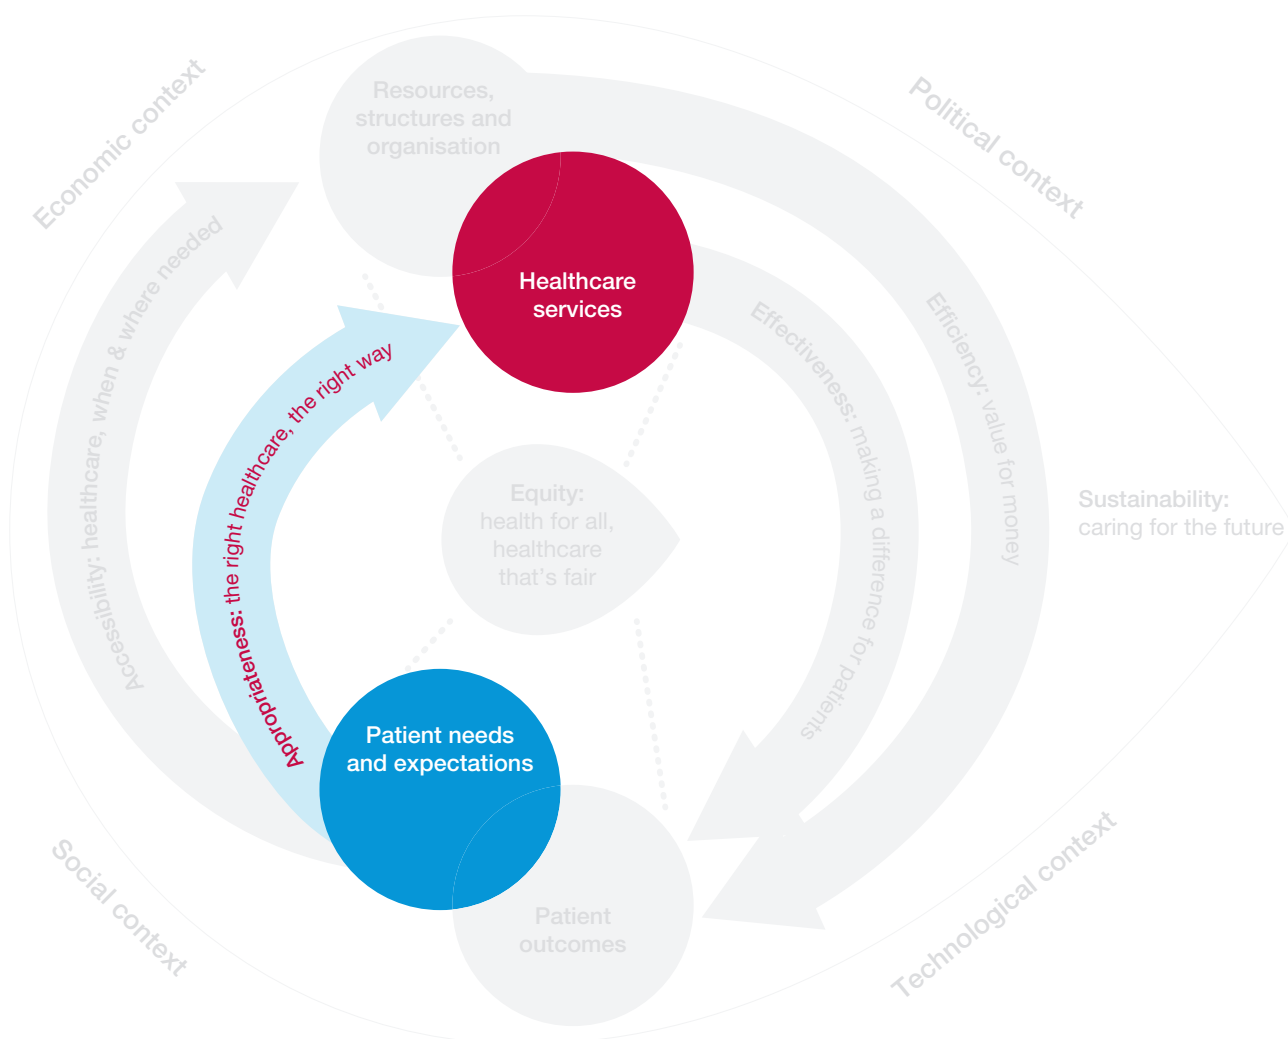 Economic context
Political context
Resources,
structures and
organisation
Healthcare
services
Accessibility: healthcare, when & where needed
Appropriateness: the right healthcare, the right way
Effectiveness: making a difference for patients
Efficiency: value for money
Equity:
health for all,
healthcare
that's fair
Sustainability:
caring for the future
Patient needs
and expectations
Patient
outcomes
Social context
Technological context